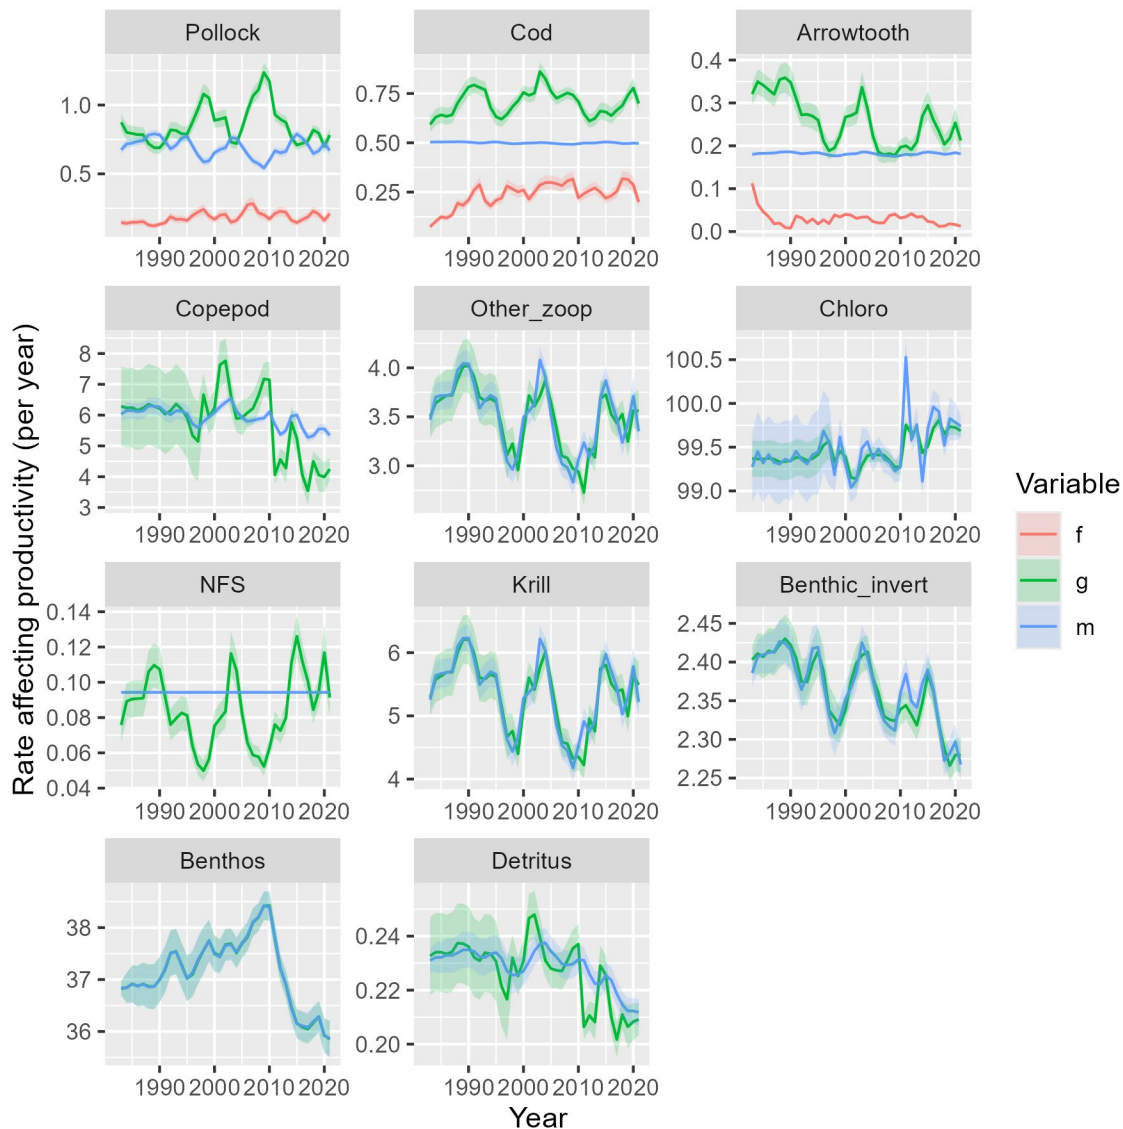 Pollock
Cod
Arrowtooth
1.0
0.5
0.75
0.50
0.25
0.4
0.3
0.2
0.1
0.0
1990 2000 2010 2020
1990 2000 2010 2020
1990 2000 2010 2020
Copepod
Other_zoop
Chloro
8
7
6
5
4
3
4.0
3.5
3.0
100.5
100.0
99.5
99.0
1990 2000 2010 2020
1990 2000 2010 2020
1990 2000 2010 2020
NFS
Krill
Benthic_invert
0.14
0.12
0.10
0.08
0.06
0.04
6
5
4
2.45
2.40
2.35
2.30
2.25
1990 2000 2010 2020
1990 2000 2010 2020
1990 2000 2010 2020
Benthos
Detritus
38
37
36
0.24
0.22
0.20
1990 2000 2010 2020
1990 2000 2010 2020
Year
Rate affecting productivity (per year)
Variable
f
g
m